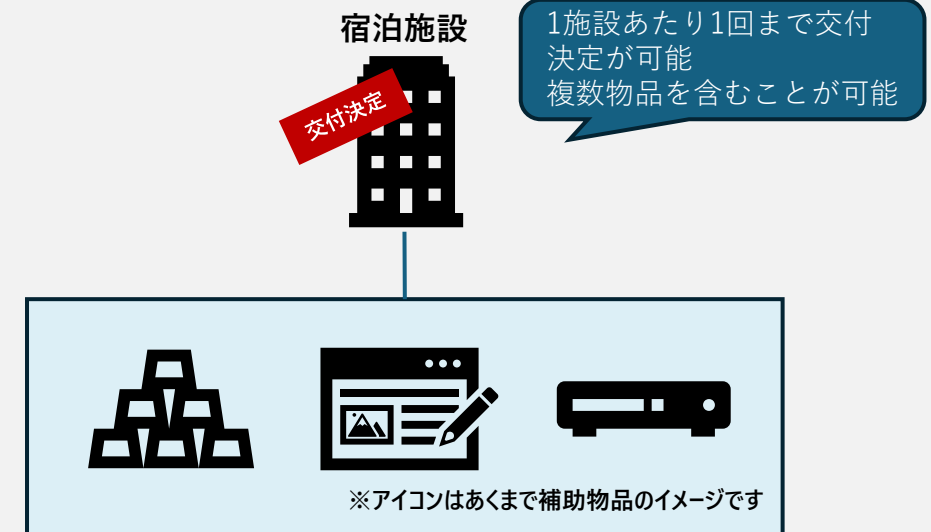 宿泊施設
1施設あたり1回まで交付
決定が可能
複数物品を含むことが可能
交付決定
※アイコンはあくまで補助物品のイメージです